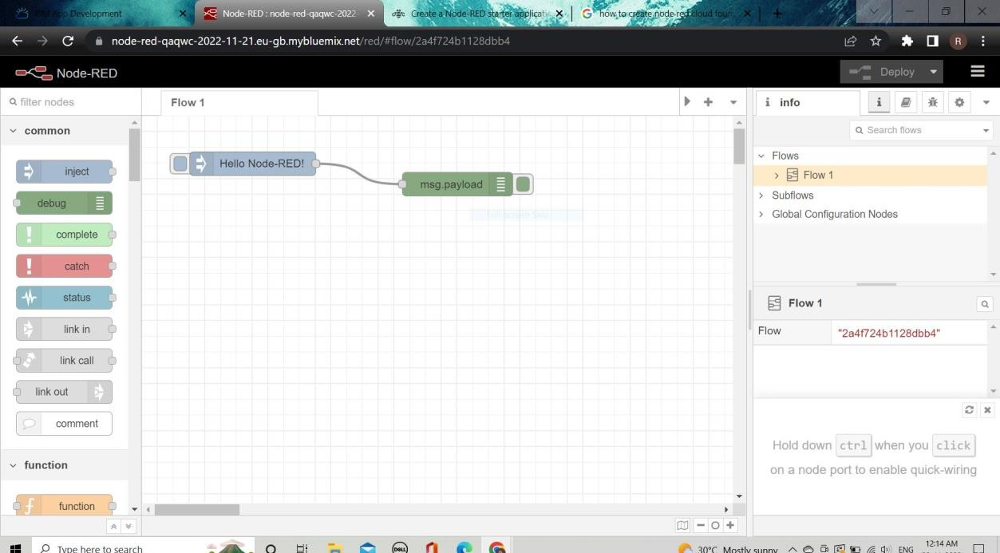 IBM App Development
Node-RED : node-red-qaqwc-2022-
Create a Node-RED starter applicatio
how to create node-red cloud foun
node-red-qaqwc-2022-11-21.eu-gb.mybluemix.net/red/#flow/2a4f724b1128dbb4
R
Node-RED
Deploy
filter nodes
Flow 1
info
Search flows
common
Flows
Flow 1
Subflows
Global Configuration Nodes
inject
debug
complete
catch
status
link in
link call
link out
comment
function
function
Hello Node-RED!
msg.payload
Full-screen Snip
Flow 1
Flow
"2a4f724b1128dbb4"
Hold down ctrl when you click
on a node port to enable quick-wiring
Type here to search
DELL
30°C Mostly sunny
ENG
12:14 AM